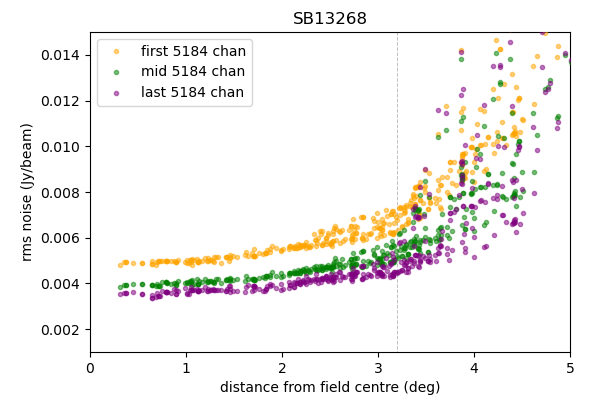 SB13268
first 5184 chan
mid 5184 chan
last 5184 chan
rms noise (Jy/beam)
0.014
0.012
0.010
0.008
0.006
0.004
0.002
0 1 2 3 4 5
distance from field centre (deg)